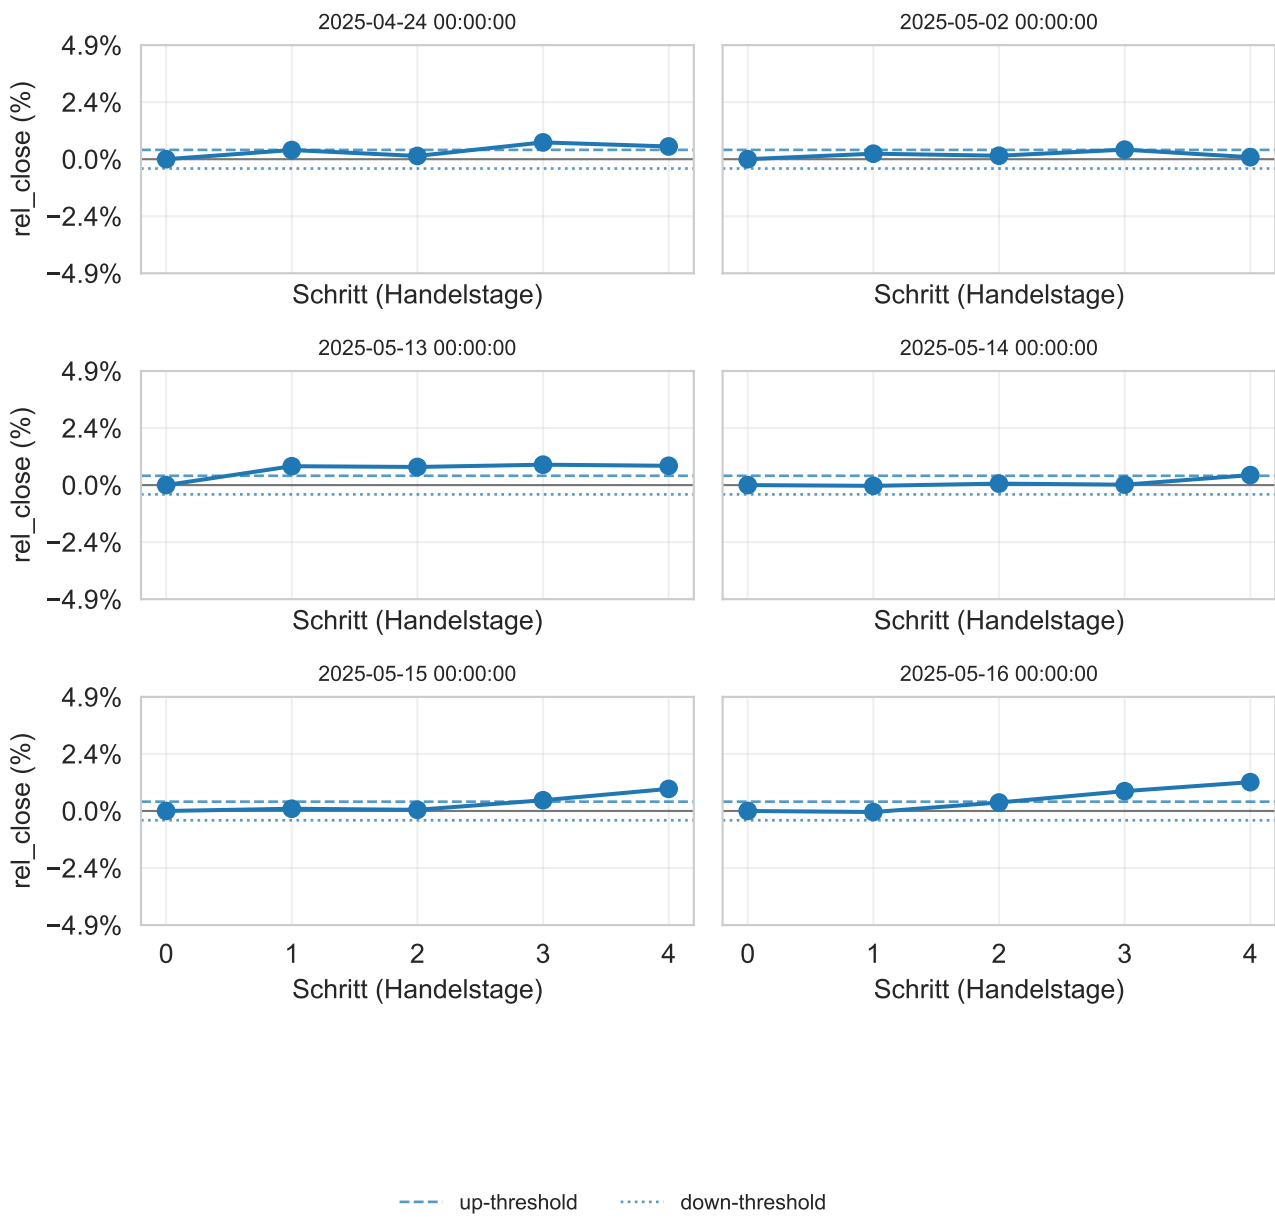 2025-04-24 00:00:00
2025-05-02 00:00:00
4.9%
2.4%
0.0%
−2.4%
−4.9%
rel_close (%)
Schritt (Handelstage)
Schritt (Handelstage)
2025-05-13 00:00:00
2025-05-14 00:00:00
4.9%
2.4%
0.0%
−2.4%
−4.9%
rel_close (%)
Schritt (Handelstage)
Schritt (Handelstage)
2025-05-15 00:00:00
2025-05-16 00:00:00
4.9%
2.4%
0.0%
−2.4%
−4.9%
rel_close (%)
0 1 2 3 4
0 1 2 3 4
Schritt (Handelstage)
Schritt (Handelstage)
up-threshold
down-threshold